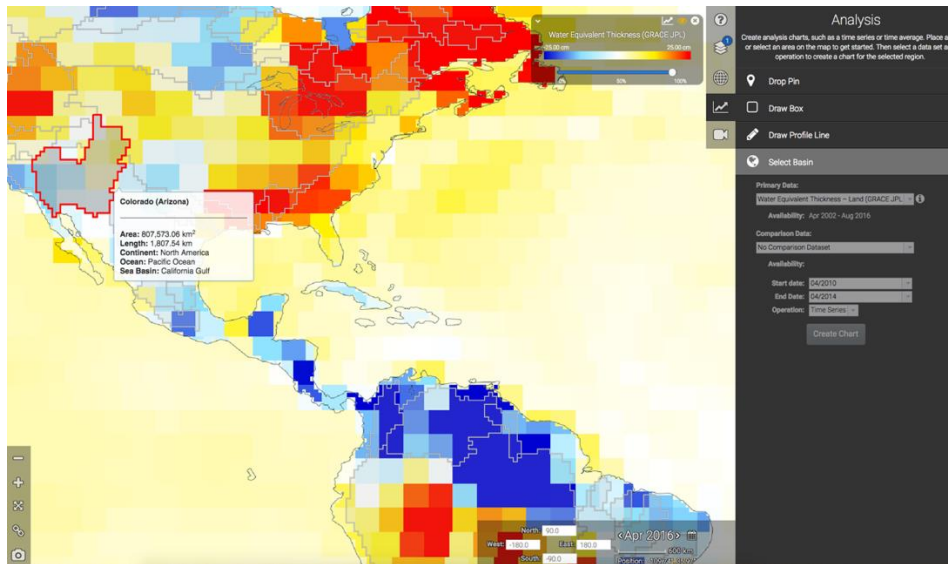 Water Equivalent Thickness (GRACE JPL)
-25.00 cm
25.00 cm
0%
50%
100%
Colorado (Arizona)
Area: 807,573.06 km²
Length: 1,807.54 km
Continent: North America
Ocean: Pacific Ocean
Sea Basin: California Gulf
North: 90.0
West: -180.0
East: 180.0
South: -90.0
<Apr 2016>
600 km
Position:
?
1
Analysis
Create analysis charts, such as a time series or time average. Place a
or select an area on the map to get started. Then select a data set a
operation to create a chart for the selected region.
Drop Pin
Draw Box
Draw Profile Line
Select Basin
Primary Data:
Water Equivalent Thickness -- Land (GRACE JPL)
Availability: Apr 2002 - Aug 2016
Comparison Data:
No Comparison Dataset
Availability:
Start date: 04/2010
End Date: 04/2014
Operation: Time Series
Create Chart